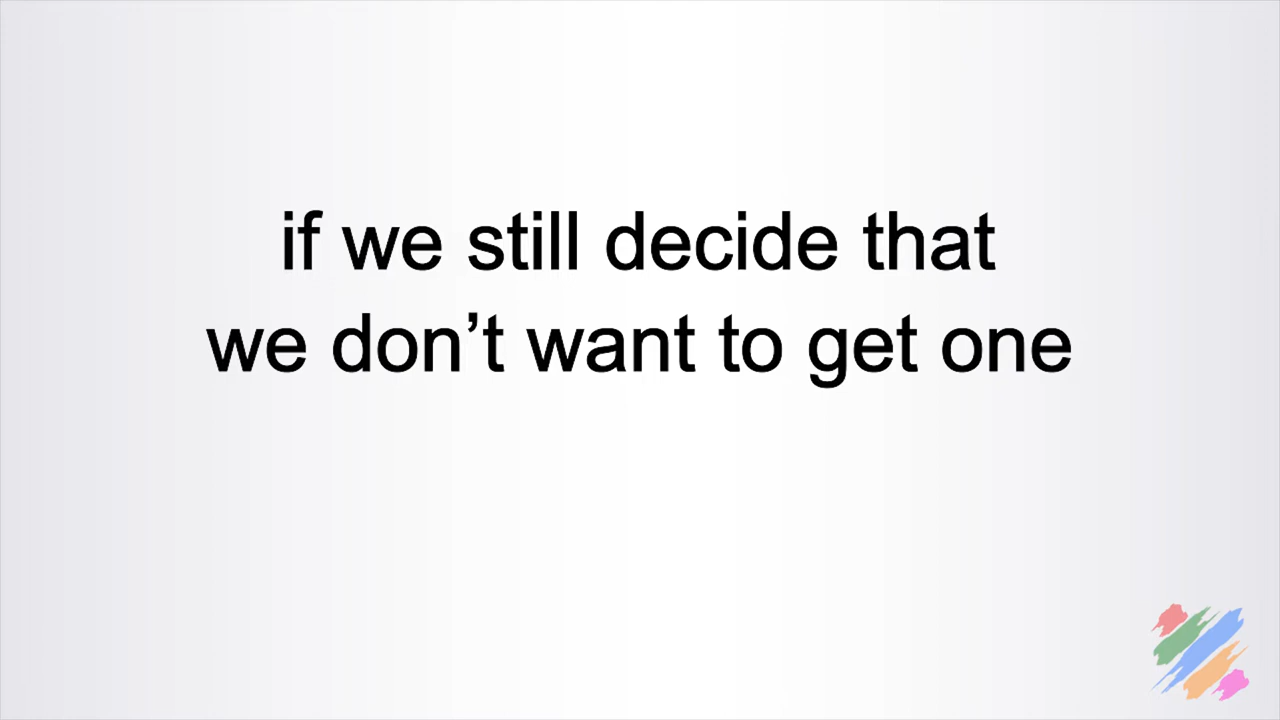 if we still decide that
we don’t want to get one